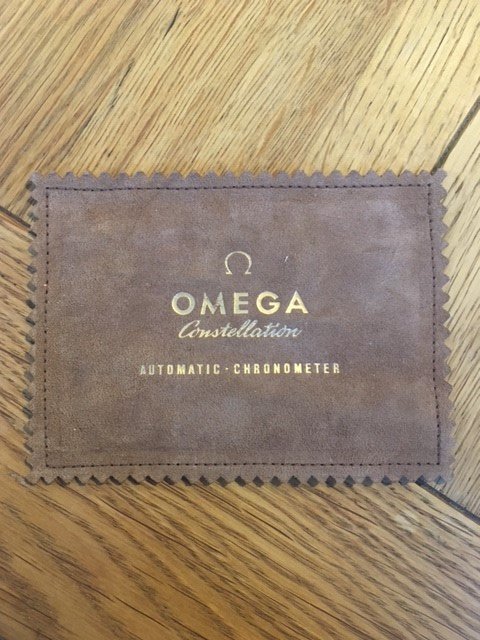 Ω
OMEGA
Constellation
AUTOMATIC · CHRONOMETER